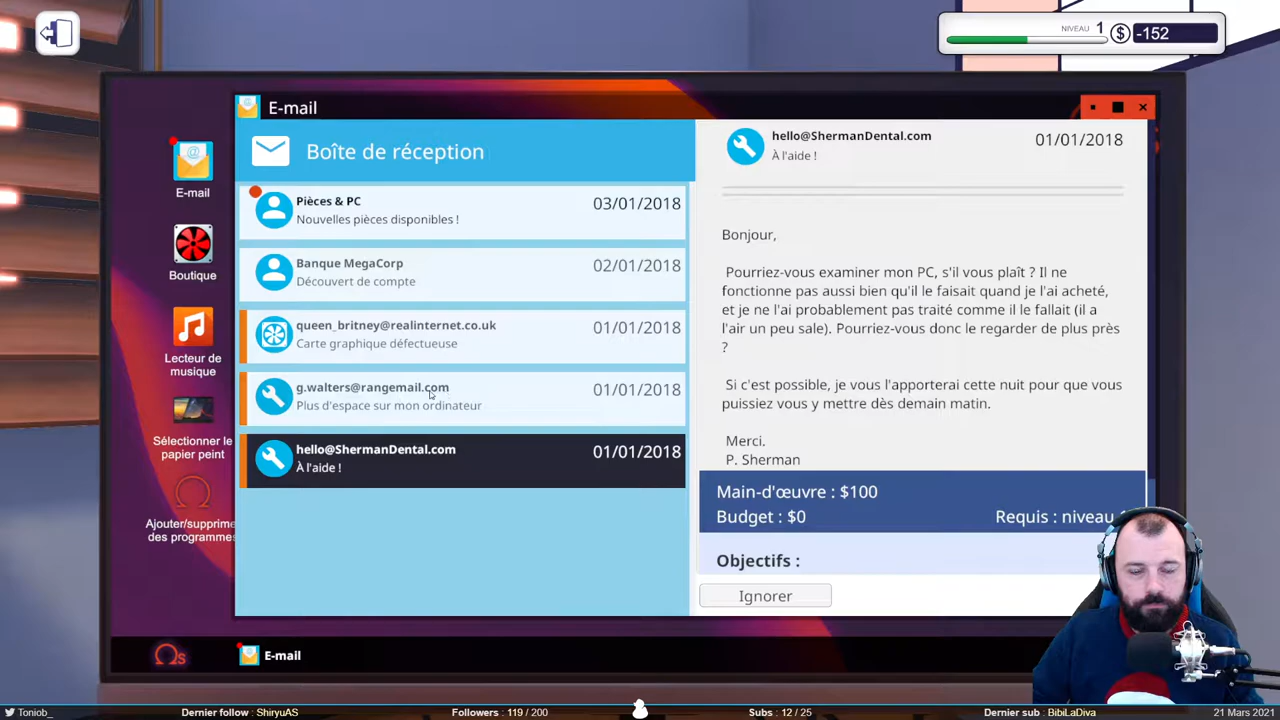 NIVEAU 1
$ -152
E-mail
Boîte de réception
Pièces & PC
03/01/2018
Nouvelles pièces disponibles !
Banque MegaCorp
02/01/2018
Découvert de compte
queen_britney@realinternet.co.uk
01/01/2018
Carte graphique défectueuse
g.walters@rangemail.com
01/01/2018
Plus d'espace sur mon ordinateur
hello@ShermanDental.com
01/01/2018
À l'aide !
hello@ShermanDental.com
01/01/2018
À l'aide !
Bonjour,
Pourriez-vous examiner mon PC, s'il vous plaît ? Il ne
fonctionne pas aussi bien qu'il le faisait quand je l'ai acheté,
et je ne l'ai probablement pas traité comme il le fallait (il a
l'air un peu sale). Pourriez-vous donc le regarder de plus près
?
Si c'est possible, je vous l'apporterai cette nuit pour que vous
puissiez vous y mettre dès demain matin.
Merci.
P. Sherman
Main-d'œuvre : $100
Budget : $0
Requis : niveau
Objectifs :
Ignorer
E-mail
Boutique
Lecteur de
musique
Sélectionner le
papier peint
Ajouter/supprime
des programmes
Ωs
E-mail
Toniob_
Dernier follow : ShiryuAS
Followers : 119 / 200
Subs : 12 / 25
Dernier sub : BibiLaDiva
21 Mars 2021